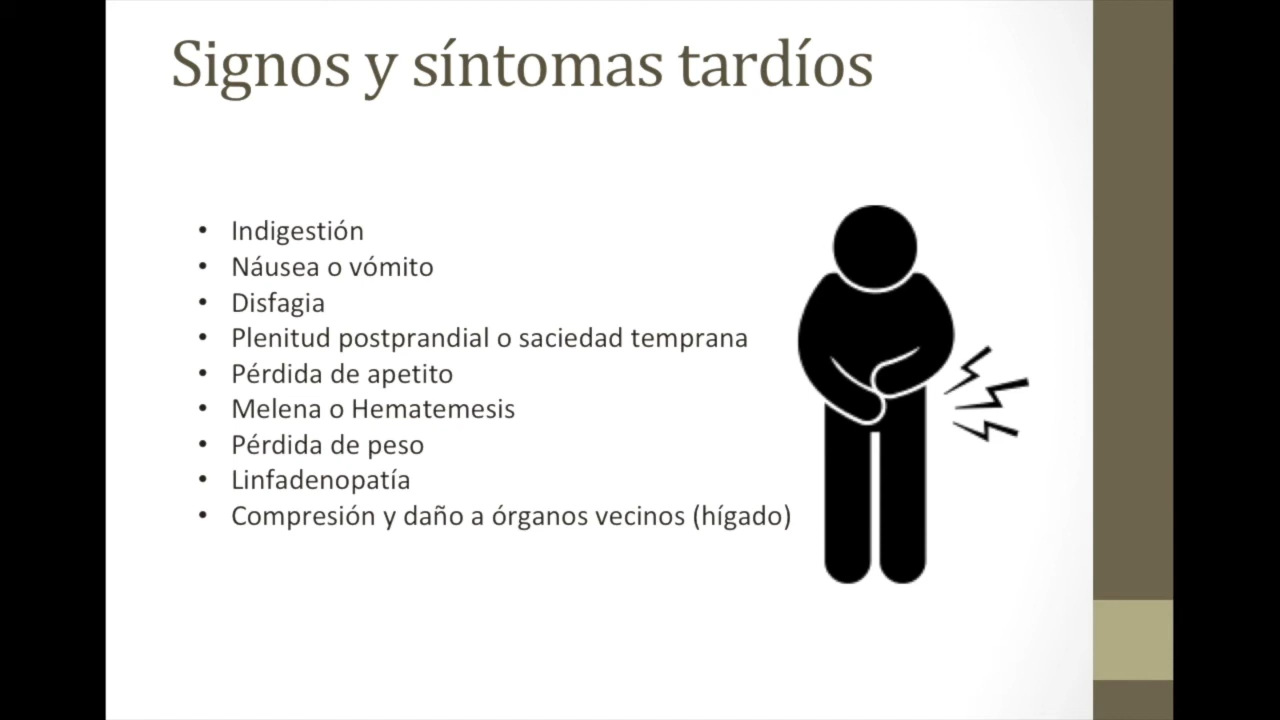 Signos y síntomas tardíos
• Indigestión
• Náusea o vómito
• Disfagia
• Plenitud postprandial o saciedad temprana
• Pérdida de apetito
• Melena o Hematemesis
• Pérdida de peso
• Linfadenopatía
• Compresión y daño a órganos vecinos (hígado)